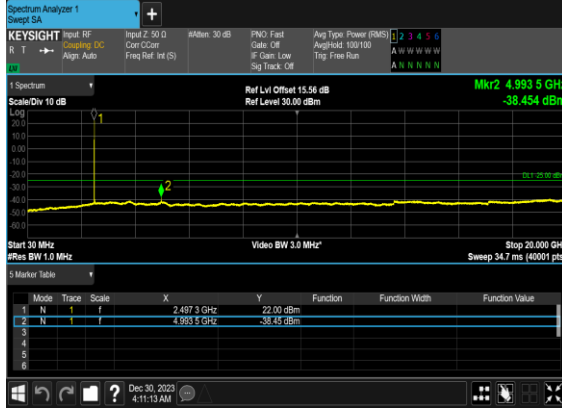 Spectrum Analyzer 1
Swept SA
+
KEYSIGHT Input: RF Input Z: 50 Ω #Atten: 30 dB PNO: Fast Avg Type: Power (RMS) 1 2 3 4 5 6
R T Coupling: DC Corr CCorr Gate: Off Avg|Hold: 100/100 A W W W W W
Align: Auto Freq Ref: Int (S) IF Gain: Low Trig: Free Run
Sig Track: Off A N N N N N
1 Spectrum Ref Lvl Offset 15.56 dB Mkr2 4.993 5 GHz
Scale/Div 10 dB Ref Level 30.00 dBm -38.454 dBm
Log
20.0
1
10.0
0.00
-10.0
-20.0
DL1 -25.00 dBm
-30.0
2
-40.0
-50.0
-60.0
Start 30 MHz Video BW 3.0 MHz* Stop 20.000 GHz
#Res BW 1.0 MHz Sweep 34.7 ms (40001 pts)
5 Marker Table
Mode Trace Scale X Y Function Function Width Function Value
1 N 1 f 2.497 3 GHz 22.00 dBm
2 N 1 f 4.993 5 GHz -38.45 dBm
3
4
5
6
? Dec 30, 2023
4:11:13 AM